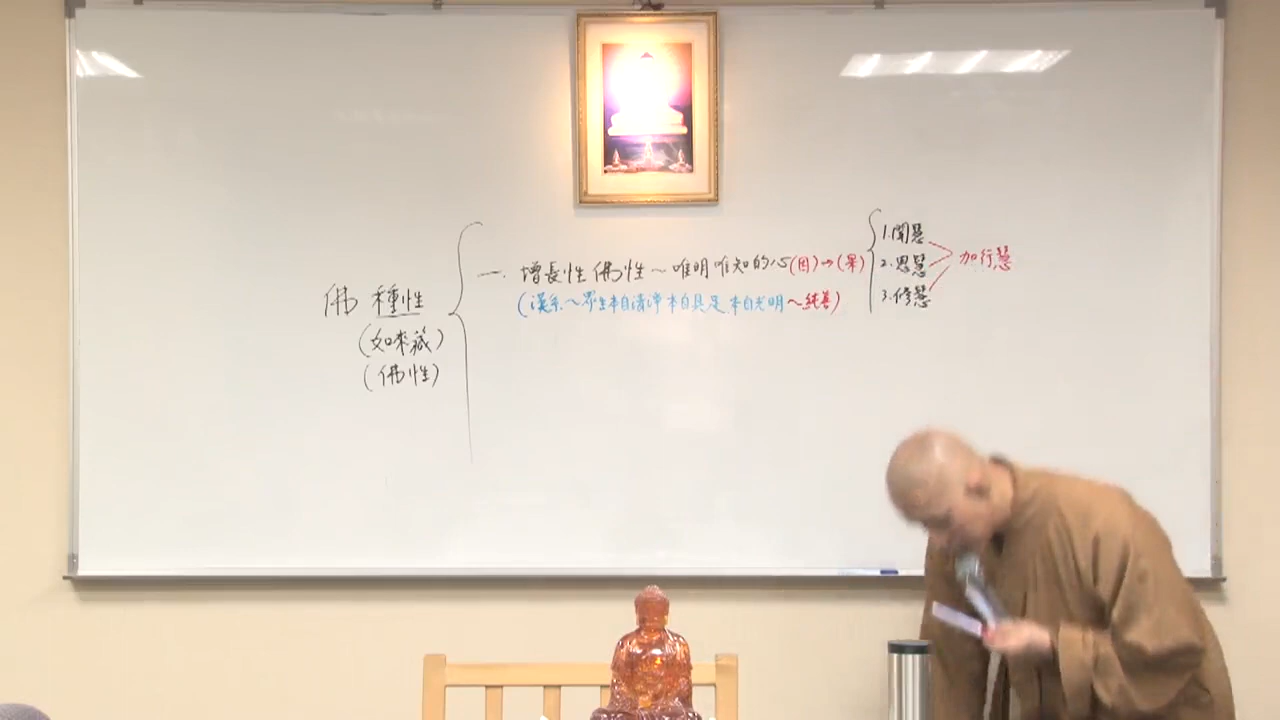 佛 種性
(如來藏)
(佛性)
一. 增長性佛性～唯明唯知的心(因)→(果)
(漢系～眾生本自清淨本自具足本自光明～純善)
1.聞慧
2.思慧
3.修慧
加行慧